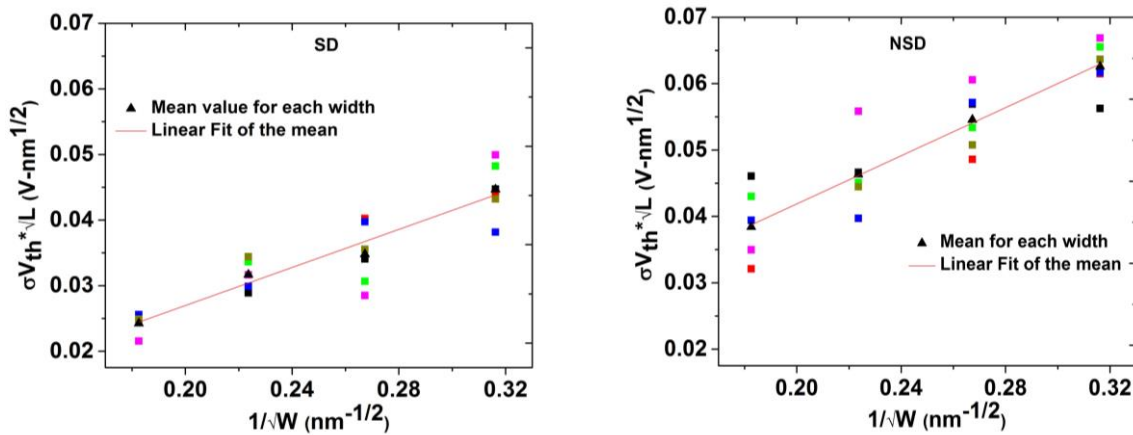 SD
0.07
0.06
0.05
0.04
0.03
0.02
σVth*√L (V-nm1/2)
Mean value for each width
Linear Fit of the mean
0.20 0.24 0.28 0.32
1/√W (nm-1/2)
NSD
0.07
0.06
0.05
0.04
0.03
0.02
σVth*√L (V-nm1/2)
Mean for each width
Linear Fit of the mean
0.20 0.24 0.28 0.32
1/√W (nm-1/2)